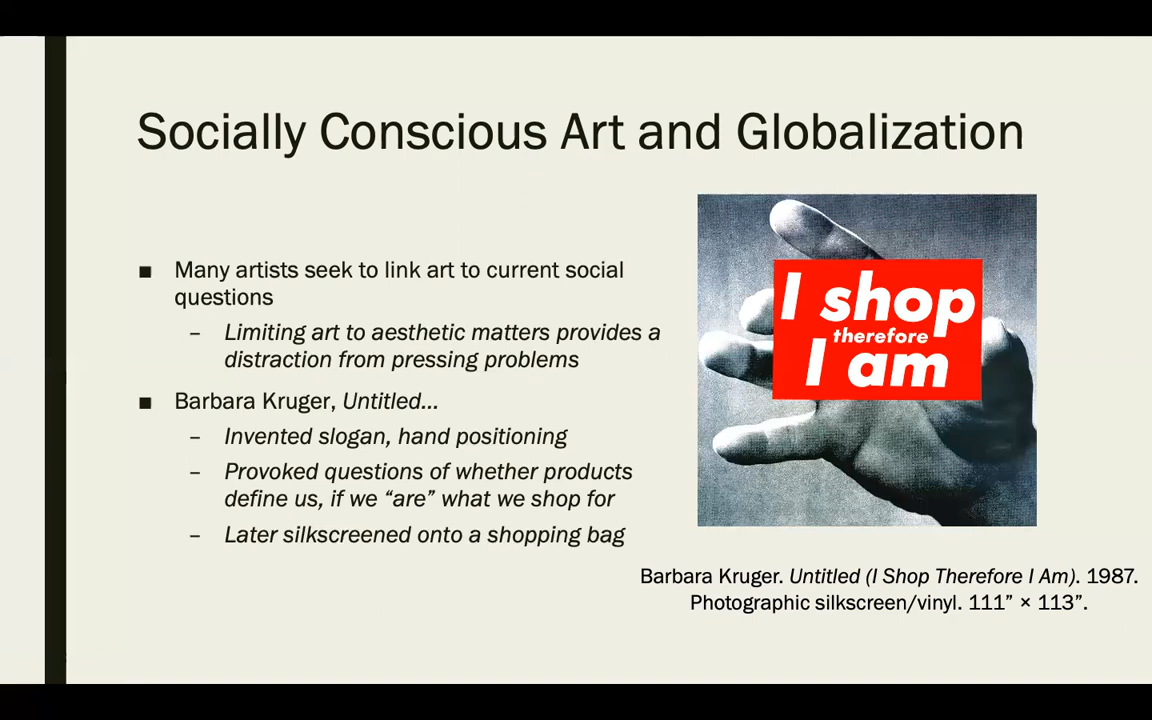 Socially Conscious Art and Globalization
■ Many artists seek to link art to current social
questions
– Limiting art to aesthetic matters provides a
distraction from pressing problems
■ Barbara Kruger, Untitled...
– Invented slogan, hand positioning
– Provoked questions of whether products
define us, if we “are” what we shop for
– Later silkscreened onto a shopping bag
I shop
therefore
I am
Barbara Kruger. Untitled (I Shop Therefore I Am). 1987.
Photographic silkscreen/vinyl. 111” × 113”.